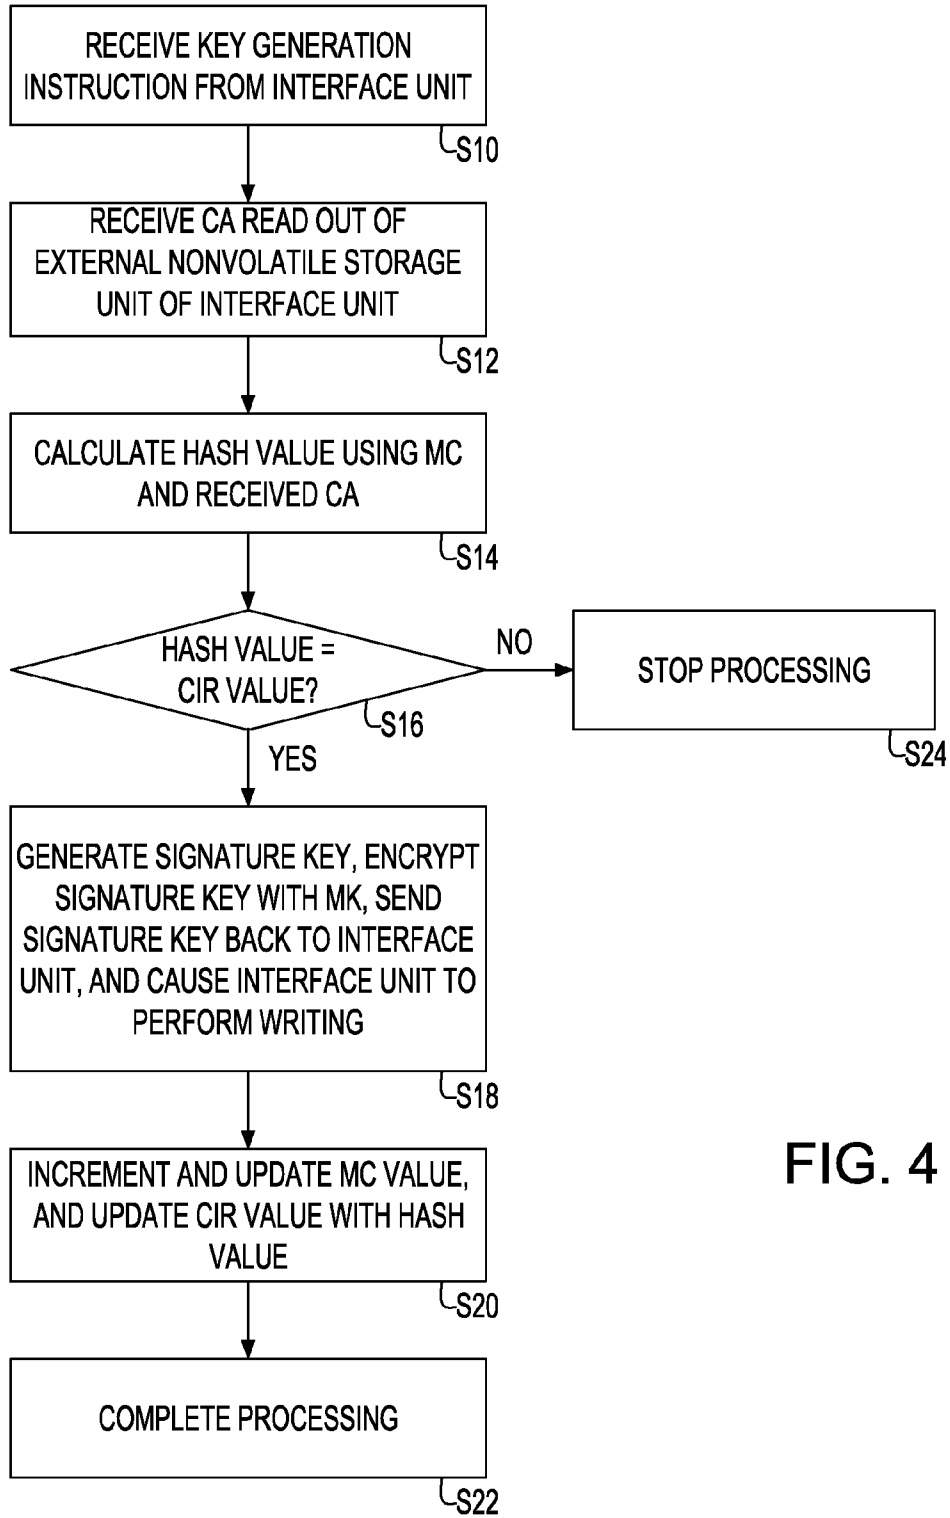 RECEIVE KEY GENERATION
INSTRUCTION FROM INTERFACE UNIT
S10
RECEIVE CA READ OUT OF
EXTERNAL NONVOLATILE STORAGE
UNIT OF INTERFACE UNIT
S12
CALCULATE HASH VALUE USING MC
AND RECEIVED CA
S14
HASH VALUE =
CIR VALUE?
S16
NO
STOP PROCESSING
S24
YES
GENERATE SIGNATURE KEY, ENCRYPT
SIGNATURE KEY WITH MK, SEND
SIGNATURE KEY BACK TO INTERFACE
UNIT, AND CAUSE INTERFACE UNIT TO
PERFORM WRITING
S18
INCREMENT AND UPDATE MC VALUE,
AND UPDATE CIR VALUE WITH HASH
VALUE
S20
COMPLETE PROCESSING
S22
FIG. 4